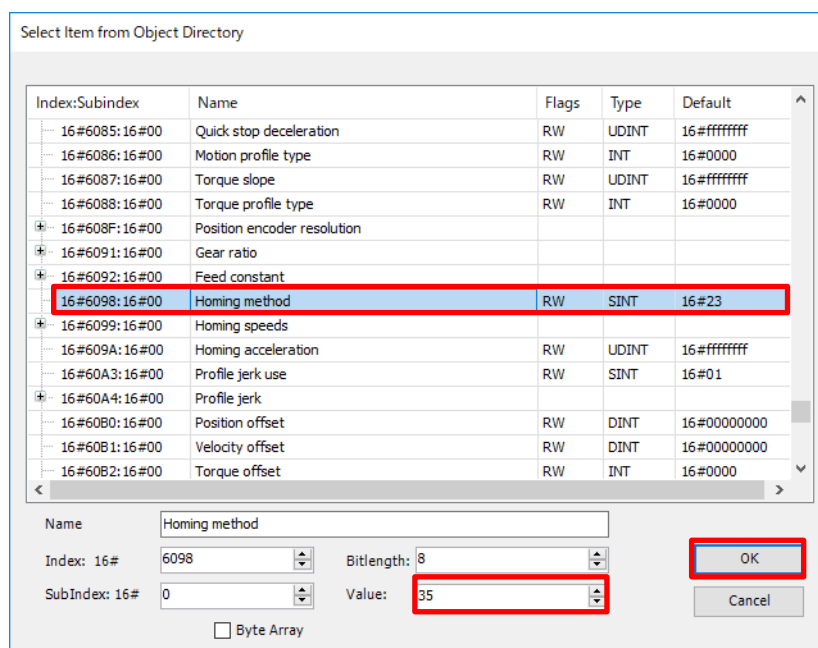 Select Item from Object Directory
Index:Subindex Name Flags Type Default
16#6085:16#00 Quick stop deceleration RW UDINT 16#ffffffff
16#6086:16#00 Motion profile type RW INT 16#0000
16#6087:16#00 Torque slope RW UDINT 16#ffffffff
16#6088:16#00 Torque profile type RW INT 16#0000
16#608F:16#00 Position encoder resolution
16#6091:16#00 Gear ratio
16#6092:16#00 Feed constant
16#6098:16#00 Homing method RW SINT 16#23
16#6099:16#00 Homing speeds
16#609A:16#00 Homing acceleration RW UDINT 16#ffffffff
16#60A3:16#00 Profile jerk use RW SINT 16#01
16#60A4:16#00 Profile jerk
16#60B0:16#00 Position offset RW DINT 16#00000000
16#60B1:16#00 Velocity offset RW DINT 16#00000000
16#60B2:16#00 Torque offset RW INT 16#0000
Name Homing method
Index: 16# 6098 Bitlength: 8 OK
SubIndex: 16# 0 Value: 35 Cancel
Byte Array